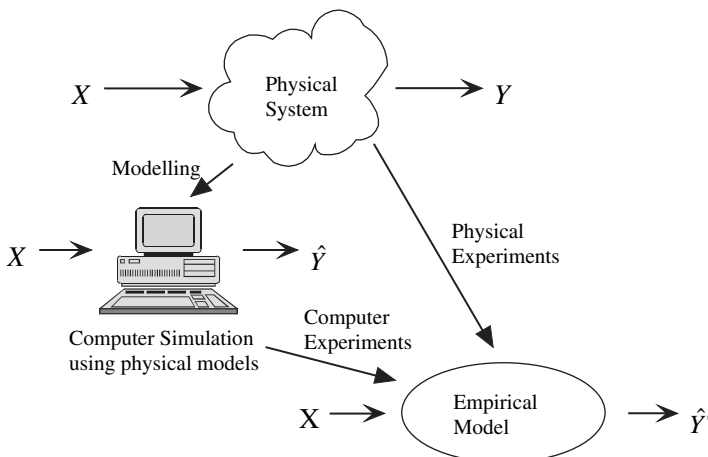 Physical
System
X
Y
Modelling
X
Ŷ
Physical
Experiments
Computer Simulation
using physical models
Computer
Experiments
X
Empirical
Model
Ŷ'